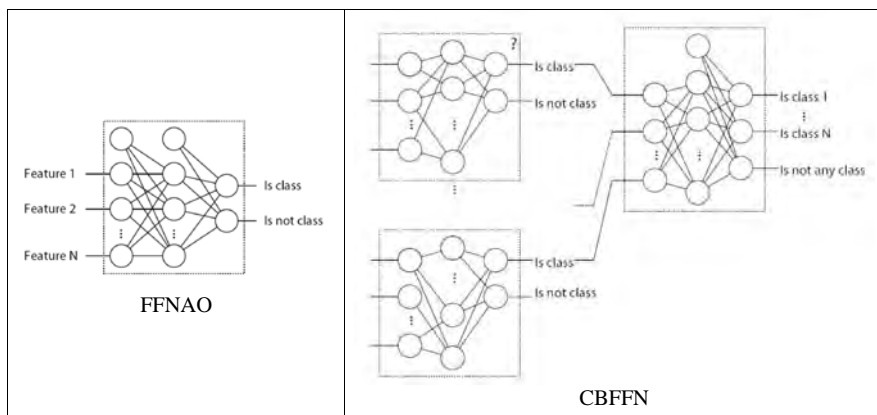 Feature 1
Feature 2
Feature N
Is class
Is not class
FFNAO
?
Is class
Is not class
Is class
Is not class
Is class 1
Is class N
Is not any class
CBFFN